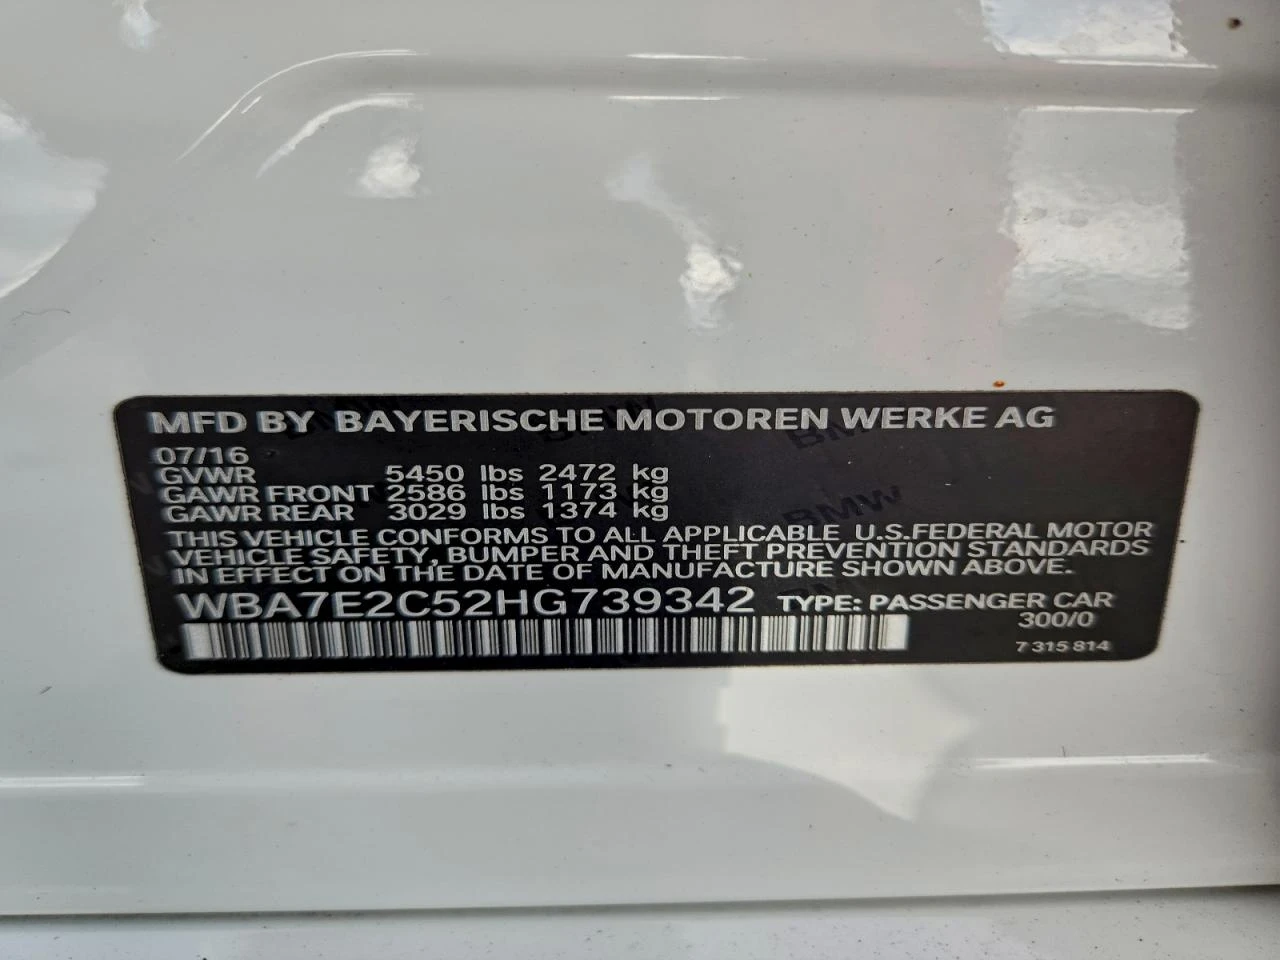 MFD BY BAYERISCHE MOTOREN WERKE AG
07/16
GVWR 5450 lbs 2472 kg
GAWR FRONT 2586 lbs 1173 kg
GAWR REAR 3029 lbs 1374 kg
THIS VEHICLE CONFORMS TO ALL APPLICABLE U.S.FEDERAL MOTOR
VEHICLE SAFETY, BUMPER AND THEFT PREVENTION STANDARDS
IN EFFECT ON THE DATE OF MANUFACTURE SHOWN ABOVE.
WBA7E2C52HG739342 TYPE: PASSENGER CAR
300/0
7 315 814